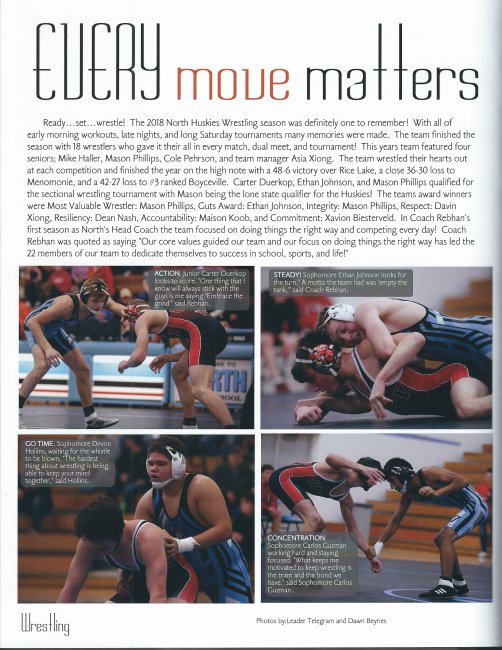 EVERY move matters
Ready…set…wrestle! The 2018 North Huskies Wrestling season was definitely one to remember! With all of
early morning workouts, late nights, and long Saturday tournaments many memories were made. The team finished the
season with 18 wrestlers who gave it their all in every match, dual meet, and tournament! This years team featured four
seniors; Mike Haller, Mason Phillips, Cole Pehrson, and team manager Asia Xiong. The team wrestled their hearts out
at each competition and finished the year on the high note with a 48-6 victory over Rice Lake, a close 36-30 loss to
Menomonie, and a 42-27 loss to #3 ranked Boyceville. Carter Duerkop, Ethan Johnson, and Mason Phillips qualified for
the sectional wrestling tournament with Mason being the lone state qualifier for the Huskies! The teams award winners
were Most Valuable Wrestler: Mason Phillips, Guts Award: Ethan Johnson, Integrity: Mason Phillips, Respect: Davin
Xiong, Resiliency: Dean Nash, Accountability: Maison Koob, and Commitment: Xavion Biesterveld. In Coach Rebhan's
first season as North's Head Coach the team focused on doing things the right way and competing every day! Coach
Rebhan was quoted as saying "Our core values guided our team and our focus on doing things the right way has led the
22 members of our team to dedicate themselves to success in school, sports, and life!"
ACTION. Junior Carter Duerkop
looks to score. "One thing that I
know will always stick with the
guys is me saying "Embrace the
grind"" said Rebhan.
STEADY! Sophomore Ethan Johnson looks for
the turn." A motto the team had was 'empty the
tank,'" said Coach Rebhan.
TO
RTH
HOOL
GO TIME. Sophomore Devon
Hollins, waiting for the whistle
to be blown. "The hardest
thing about wrestling is being
able to keep your mind
together," said Hollins.
CONCENTRATION:
Sophomore Carlos Guzman
working hard and staying
focused. "What keeps me
motivated to keep wrestling is
the team and the bond we
have." said Sophomore Carlos
Guzman.
Wrestling
Photos by:Leader Telegram and Dawn Beyries